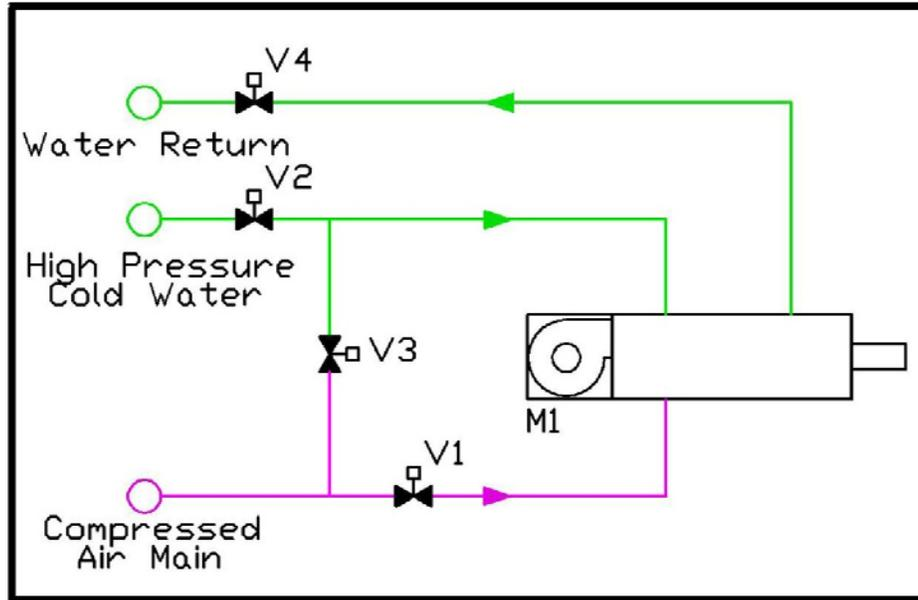 V4
Water Return
V2
High Pressure
Cold Water
V3
M1
V1
Compressed
Air Main